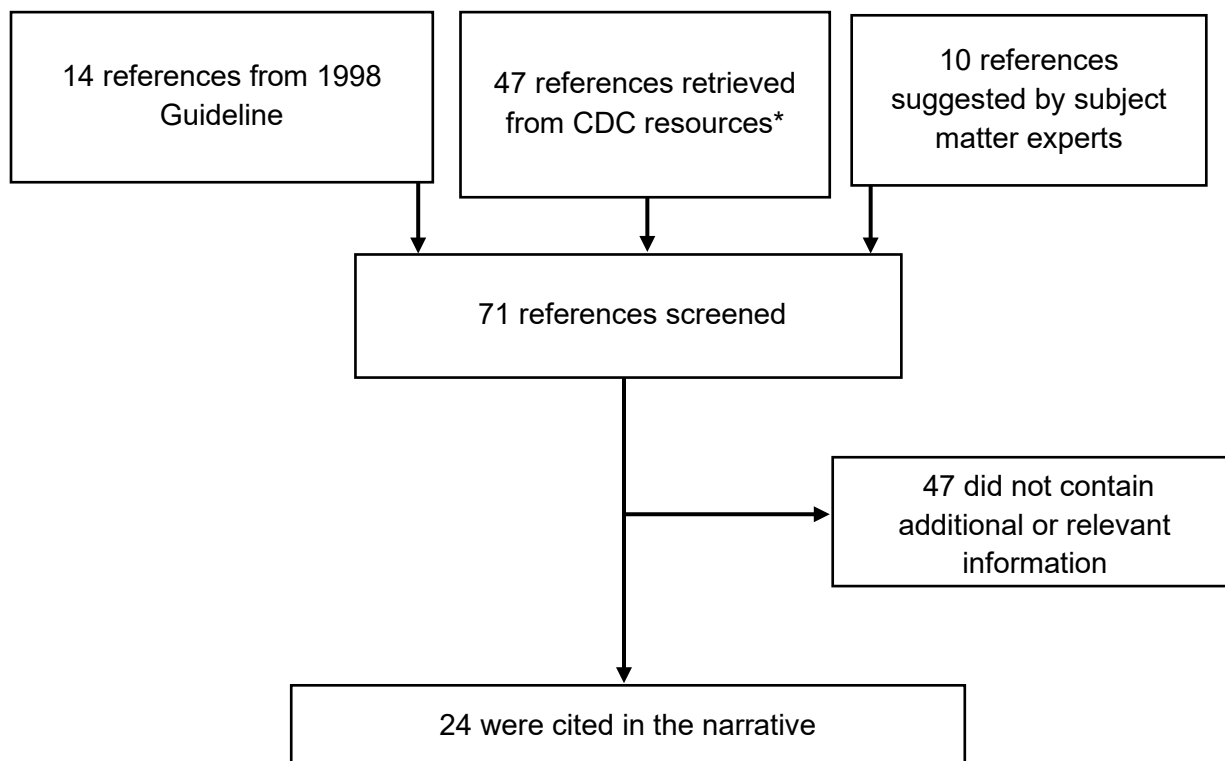 14 references from 1998
Guideline
47 references retrieved
from CDC resources*
10 references
suggested by subject
matter experts
71 references screened
47 did not contain
additional or relevant
information
24 were cited in the narrative